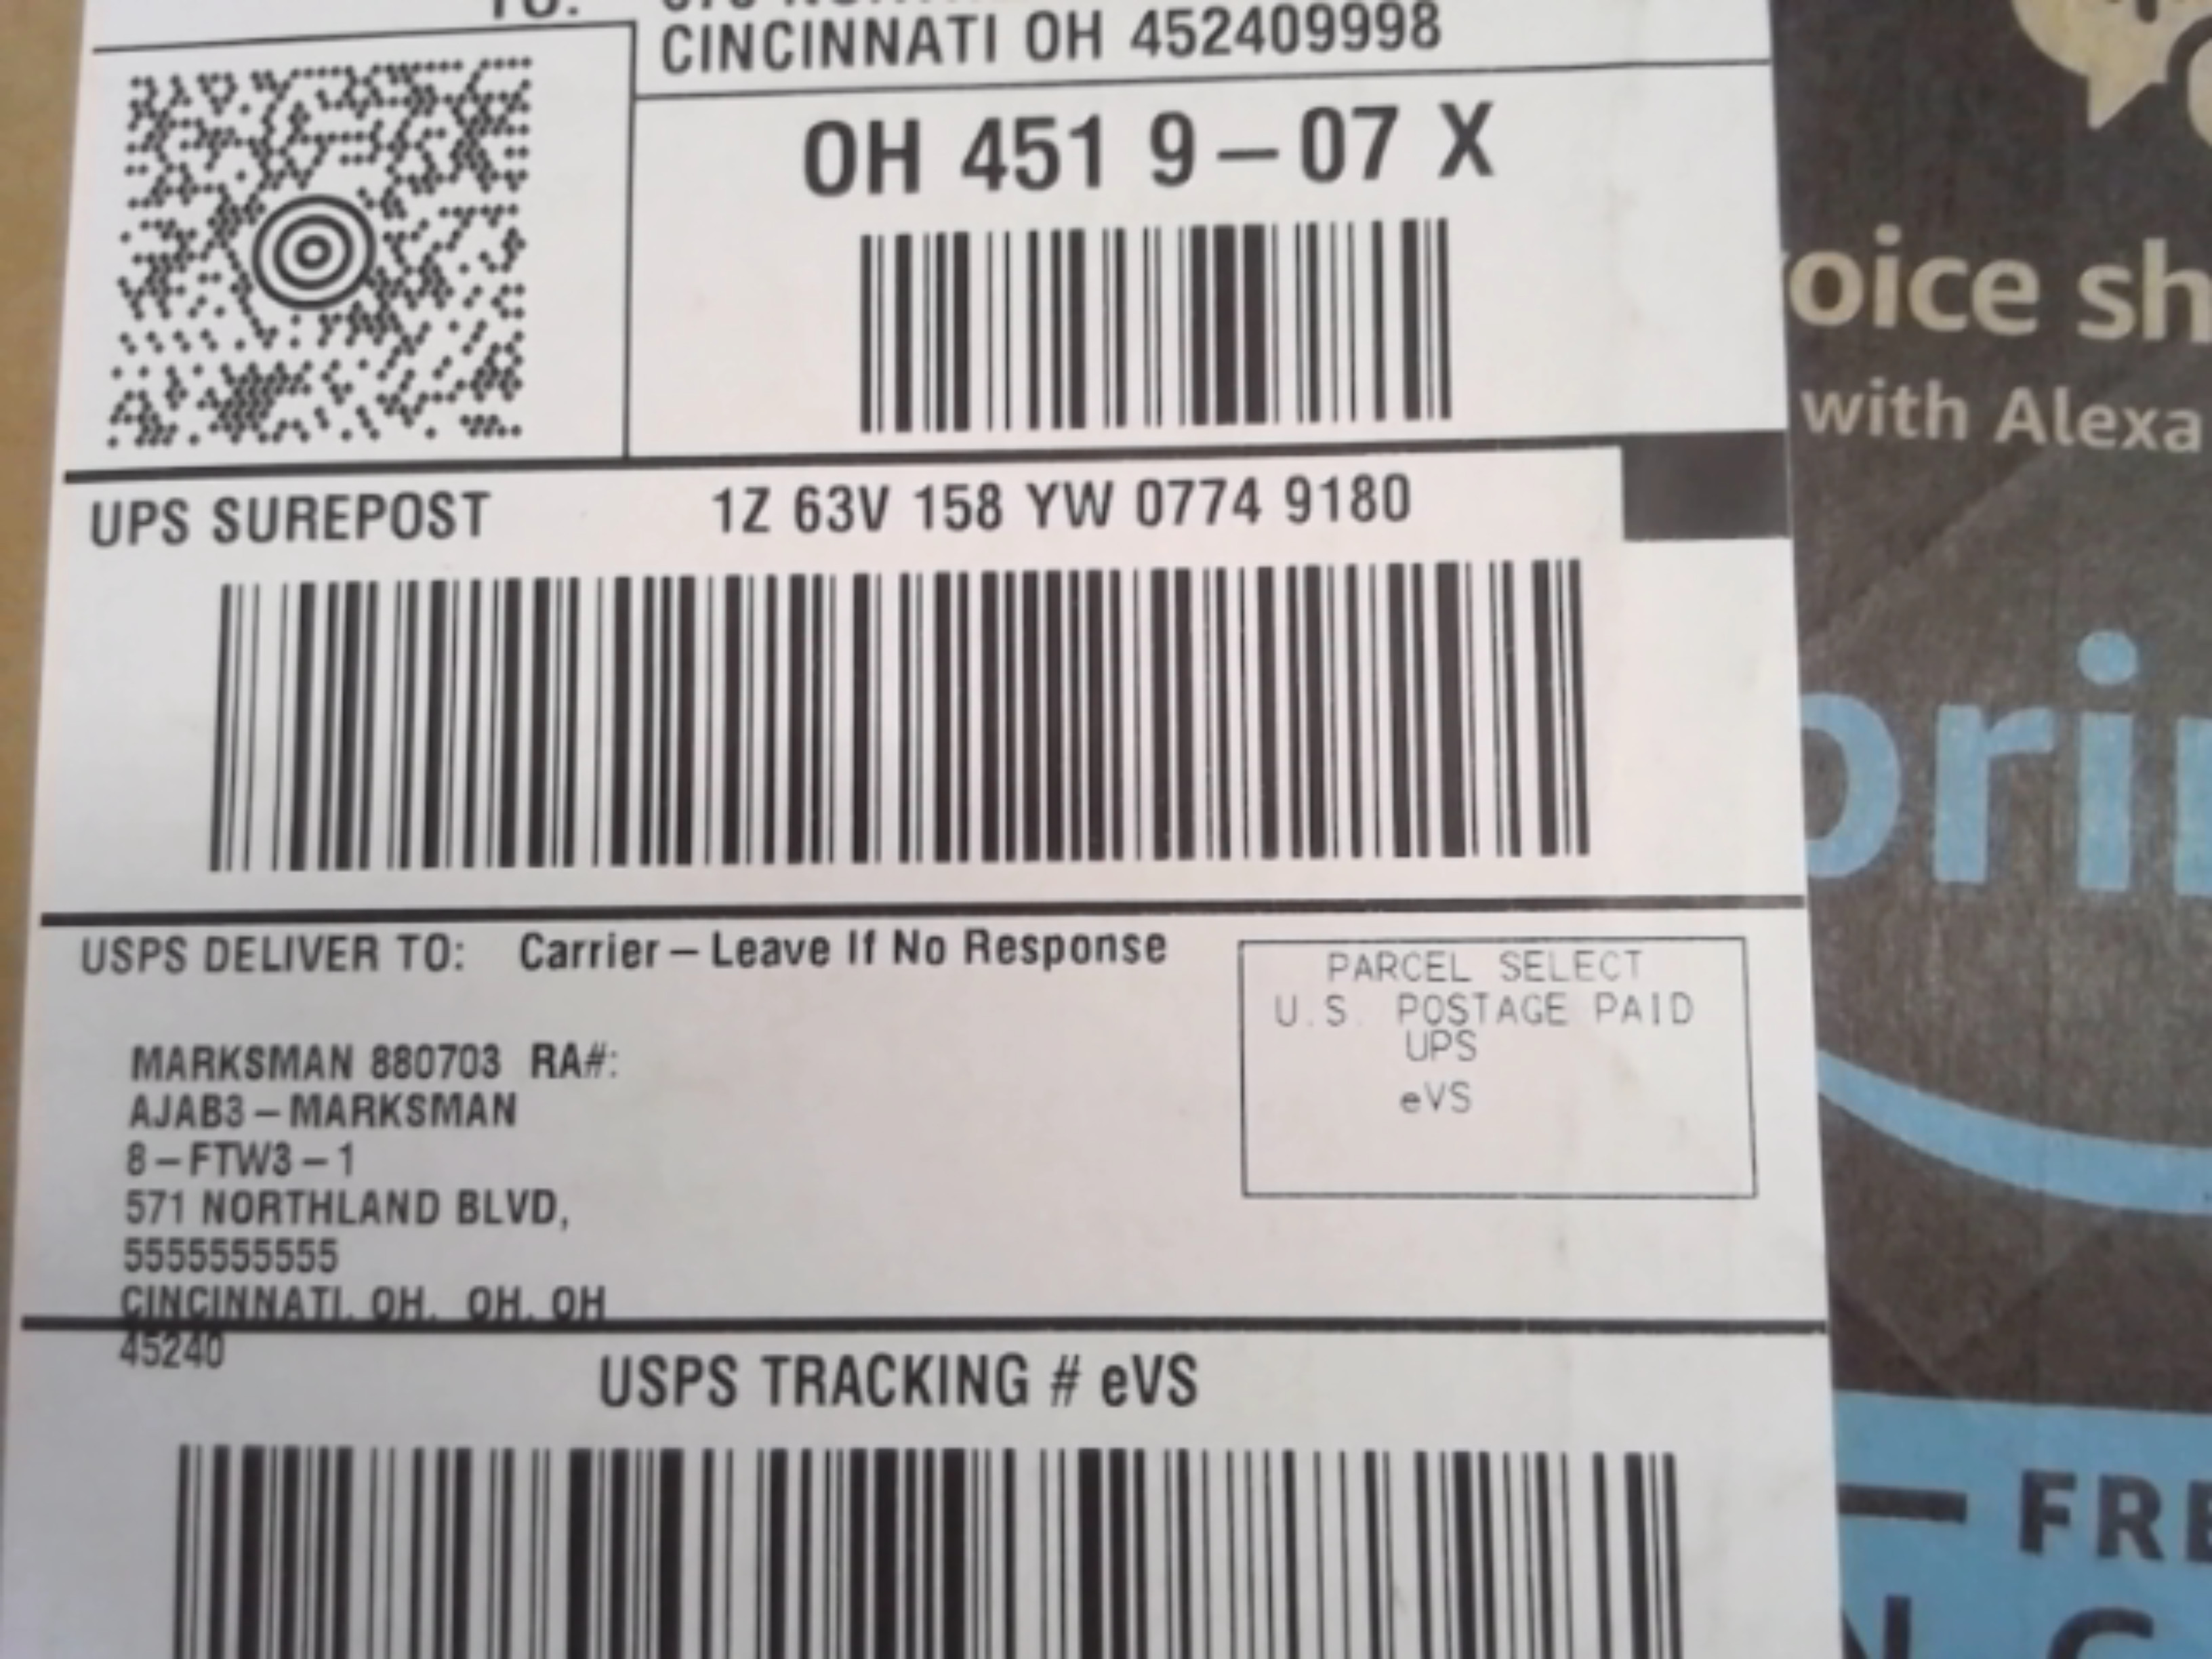 TO:
CINCINNATI OH 452409998
OH 451 9-07 X
UPS SUREPOST 1Z 63V 158 YW 0774 9180
USPS DELIVER TO: Carrier - Leave If No Response
MARKSMAN 880703 RA#:
AJAB3-MARKSMAN
8-FTW3-1
571 NORTHLAND BLVD,
5555555555
CINCINNATI, OH, OH, OH
45240
PARCEL SELECT
U.S. POSTAGE PAID
UPS
eVS
USPS TRACKING # eVS
oice sh
with Alexa
pri
FRE